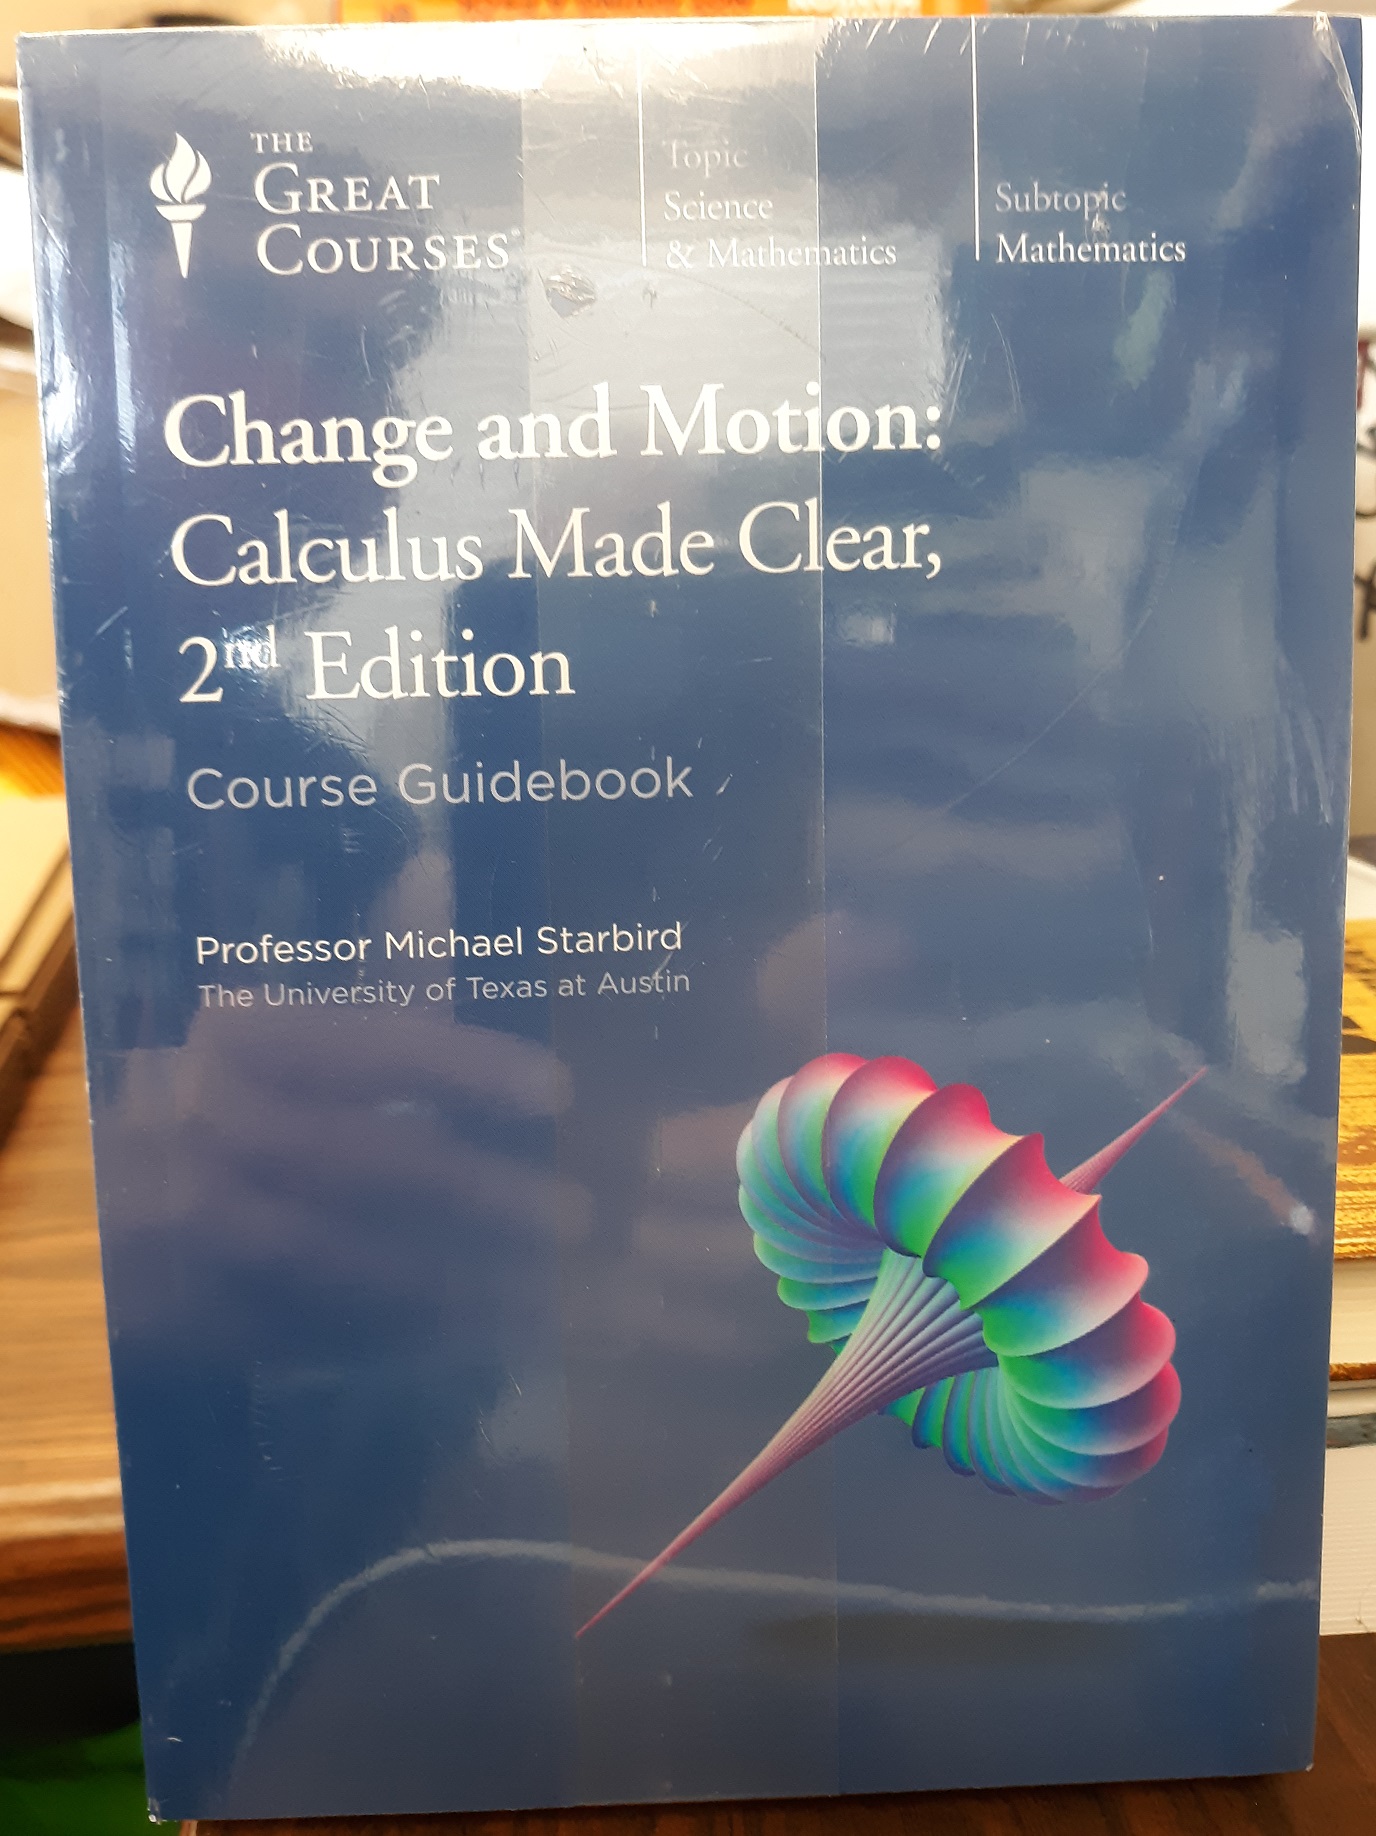 THE
GREAT
COURSES®
Topic
Science
& Mathematics
Subtopic
Mathematics
Change and Motion:
Calculus Made Clear,
2nd Edition
Course Guidebook
Professor Michael Starbird
The University of Texas at Austin